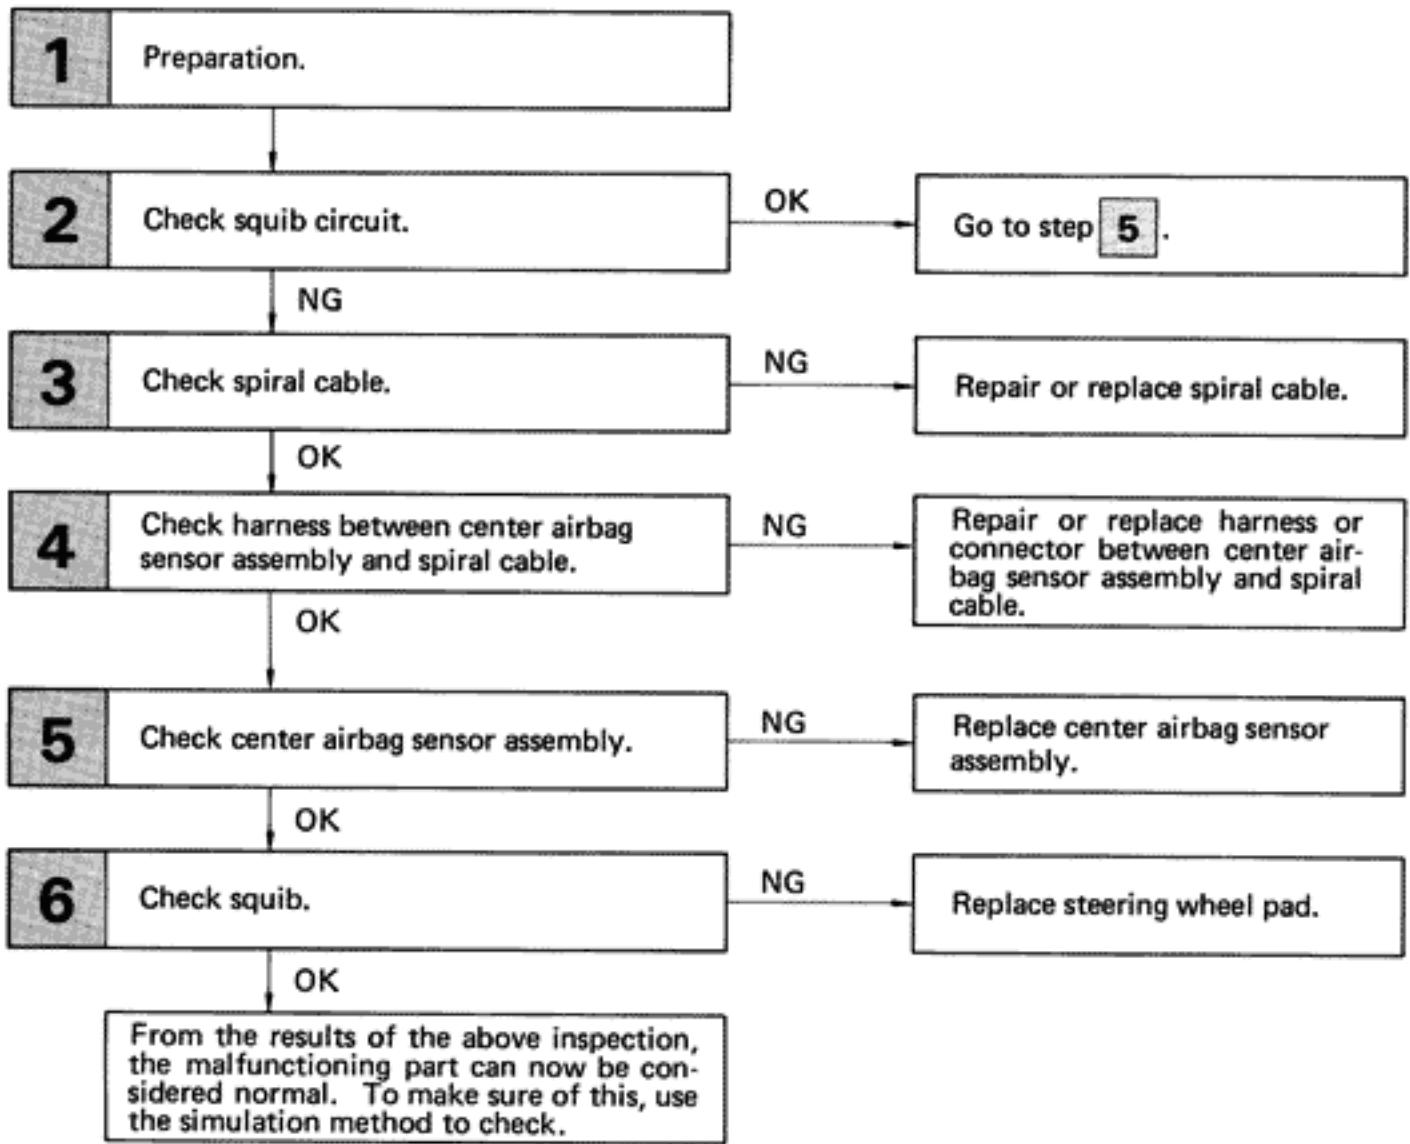 1
Preparation.
2
Check squib circuit.
OK
Go to step 5 .
NG
3
Check spiral cable.
NG
Repair or replace spiral cable.
OK
4
Check harness between center airbag
sensor assembly and spiral cable.
NG
Repair or replace harness or
connector between center air-
bag sensor assembly and spiral
cable.
OK
5
Check center airbag sensor assembly.
NG
Replace center airbag sensor
assembly.
OK
6
Check squib.
NG
Replace steering wheel pad.
OK
From the results of the above inspection,
the malfunctioning part can now be con-
sidered normal. To make sure of this, use
the simulation method to check.